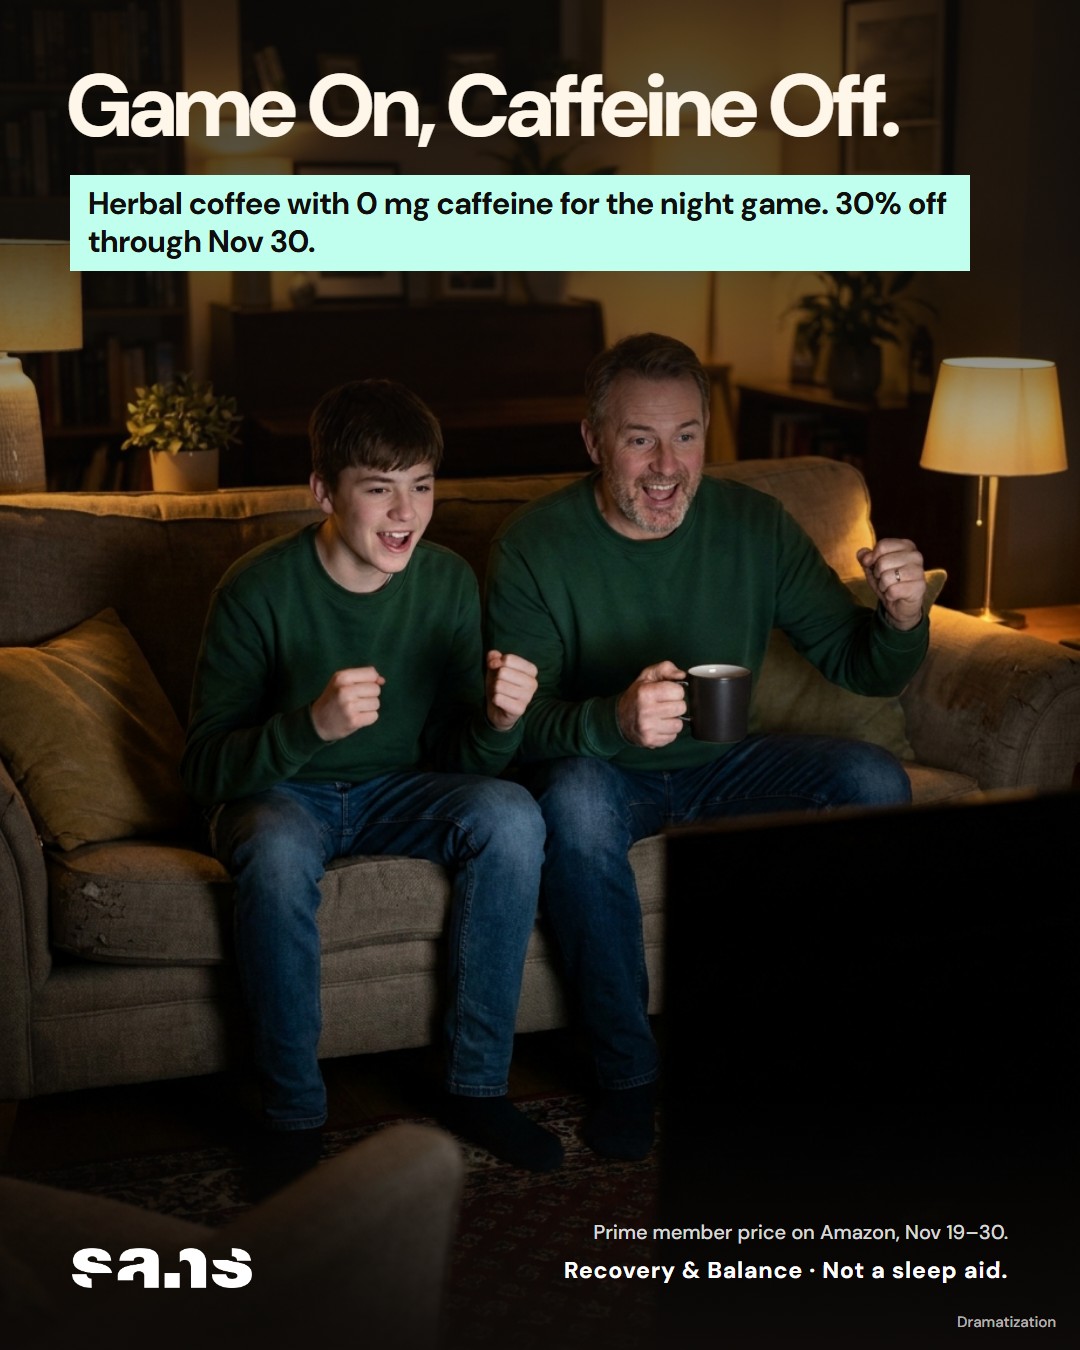 Game On, Caffeine Off.
Herbal coffee with 0 mg caffeine for the night game. 30% off
through Nov 30.
Prime member price on Amazon, Nov 19–30.
sans
Recovery & Balance · Not a sleep aid.
Dramatization